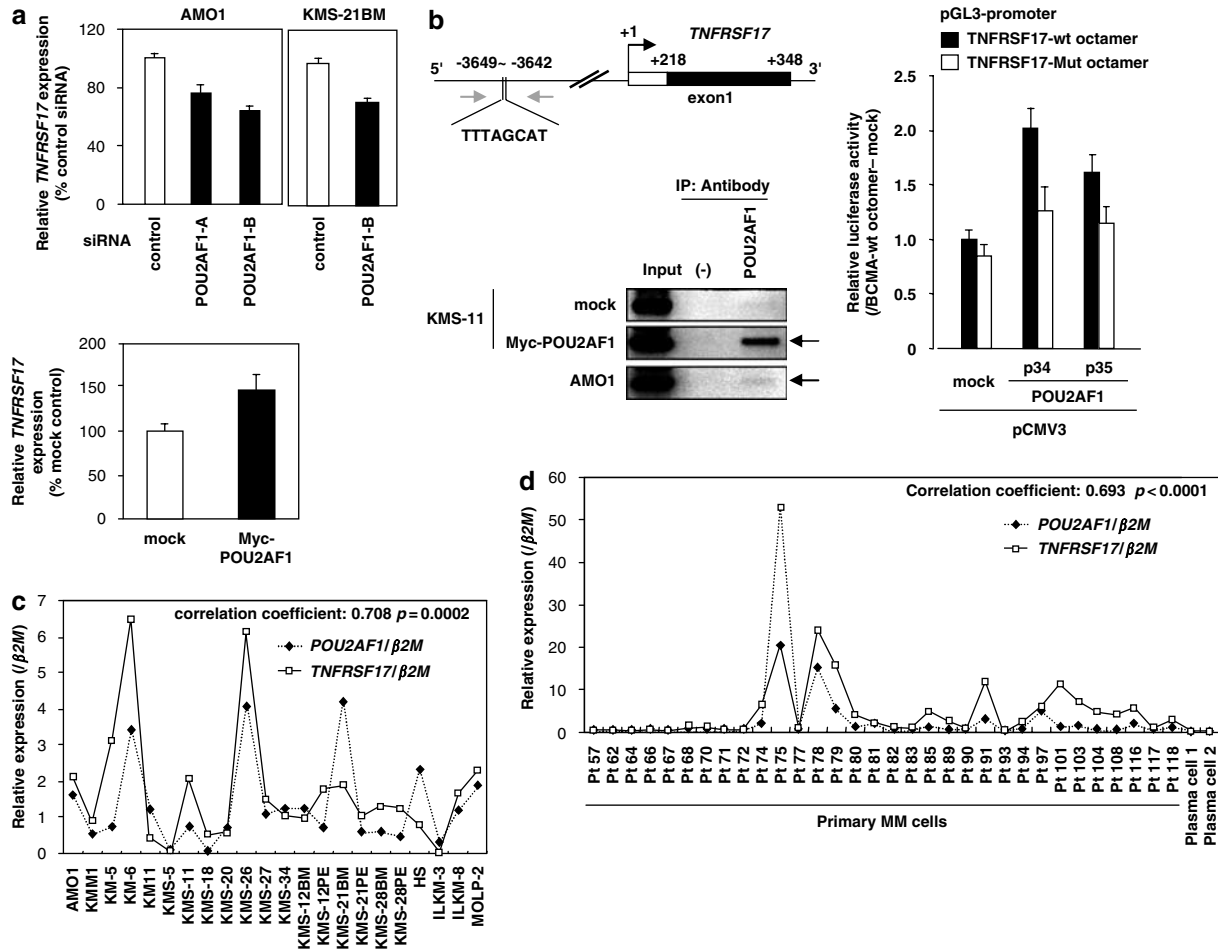 a
AMO1
KMS-21BM
Relative TNFRSF17 expression
(% control siRNA)
120
80
40
0
siRNA
control
POU2AF1-A
POU2AF1-B
control
POU2AF1-B
Relative TNFRSF17
expression
(% mock control)
200
150
100
50
0
mock
Myc-
POU2AF1
b
5'
-3649~ -3642
TTTAGCAT
+1
TNFRSF17
+218
+348
3'
exon1
IP: Antibody
Input
(-)
POU2AF1
KMS-11
mock
Myc-POU2AF1
AMO1
pGL3-promoter
TNFRSF17-wt octamer
TNFRSF17-Mut octamer
Relative luciferase activity
(/BCMA-wt octomer– mock)
2.5
2.0
1.5
1.0
0.5
0
mock
p34
p35
POU2AF1
pCMV3
c
Relative expression (/β2M)
7
6
5
4
3
2
1
0
correlation coefficient: 0.708 p=0.0002
POU2AF1/β2M
TNFRSF17/β2M
AMO1
KMM1
KM-5
KM-6
KM11
KMS-5
KMS-11
KMS-18
KMS-20
KMS-26
KMS-27
KMS-34
KMS-12BM
KMS-12PE
KMS-21BM
KMS-21PE
KMS-28BM
KMS-28PE
HS
ILKM-3
ILKM-8
MOLP-2
d
Relative expression (/β2M)
60
50
40
30
20
10
0
Correlation coefficient: 0.693 p<0.0001
POU2AF1/β2M
TNFRSF17/β2M
Pt 57
Pt 62
Pt 64
Pt 66
Pt 67
Pt 68
Pt 70
Pt 71
Pt 72
Pt 74
Pt 75
Pt 77
Pt 78
Pt 79
Pt 80
Pt 81
Pt 82
Pt 83
Pt 85
Pt 89
Pt 90
Pt 91
Pt 93
Pt 94
Pt 97
Pt 101
Pt 103
Pt 104
Pt 108
Pt 116
Pt 117
Pt 118
Plasma cell 1
Plasma cell 2
Primary MM cells